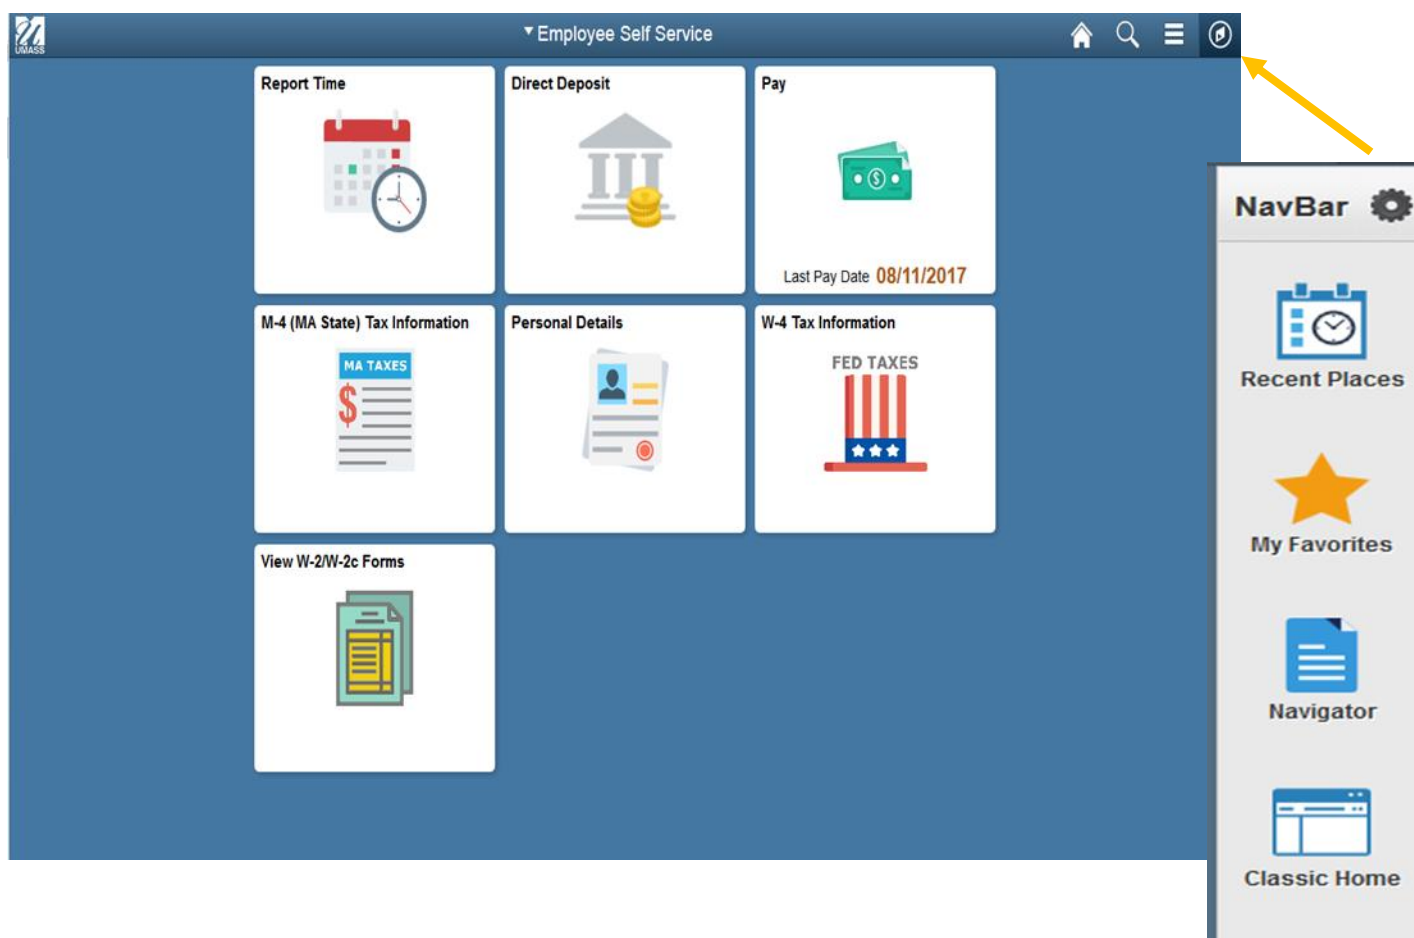 UMASS
Employee Self Service
Report Time
Direct Deposit
Pay
Last Pay Date 08/11/2017
M-4 (MA State) Tax Information
MA TAXES
$
Personal Details
W-4 Tax Information
FED TAXES
View W-2/W-2c Forms
NavBar
Recent Places
My Favorites
Navigator
Classic Home